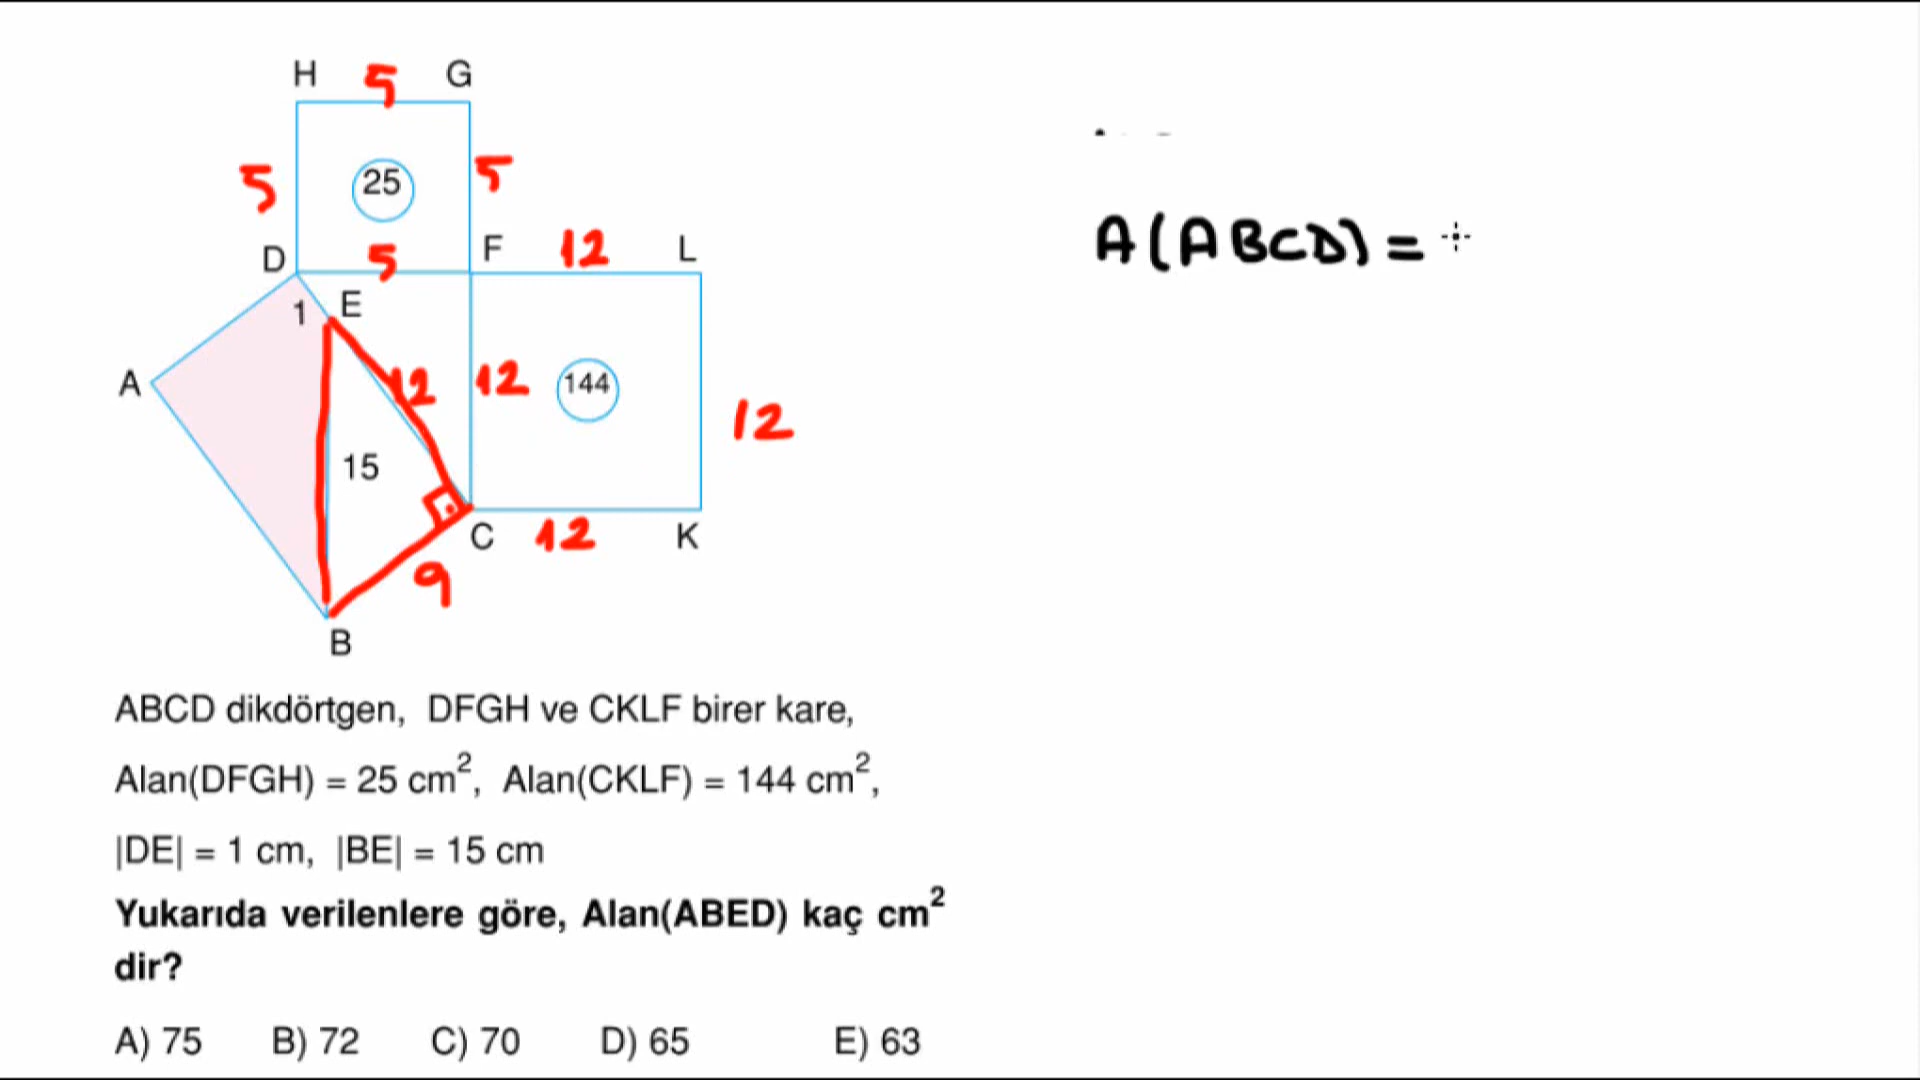 H 5 G
5 25 5
D 5 F 12 L
1 E
A 12 12 144 12
15
C 12 K
9
B
A(ABCD) =
ABCD dikdörtgen, DFGH ve CKLF birer kare,
Alan(DFGH) = 25 cm², Alan(CKLF) = 144 cm²,
|DE| = 1 cm, |BE| = 15 cm
Yukarıda verilenlere göre, Alan(ABED) kaç cm²
dir?
A) 75 B) 72 C) 70 D) 65 E) 63